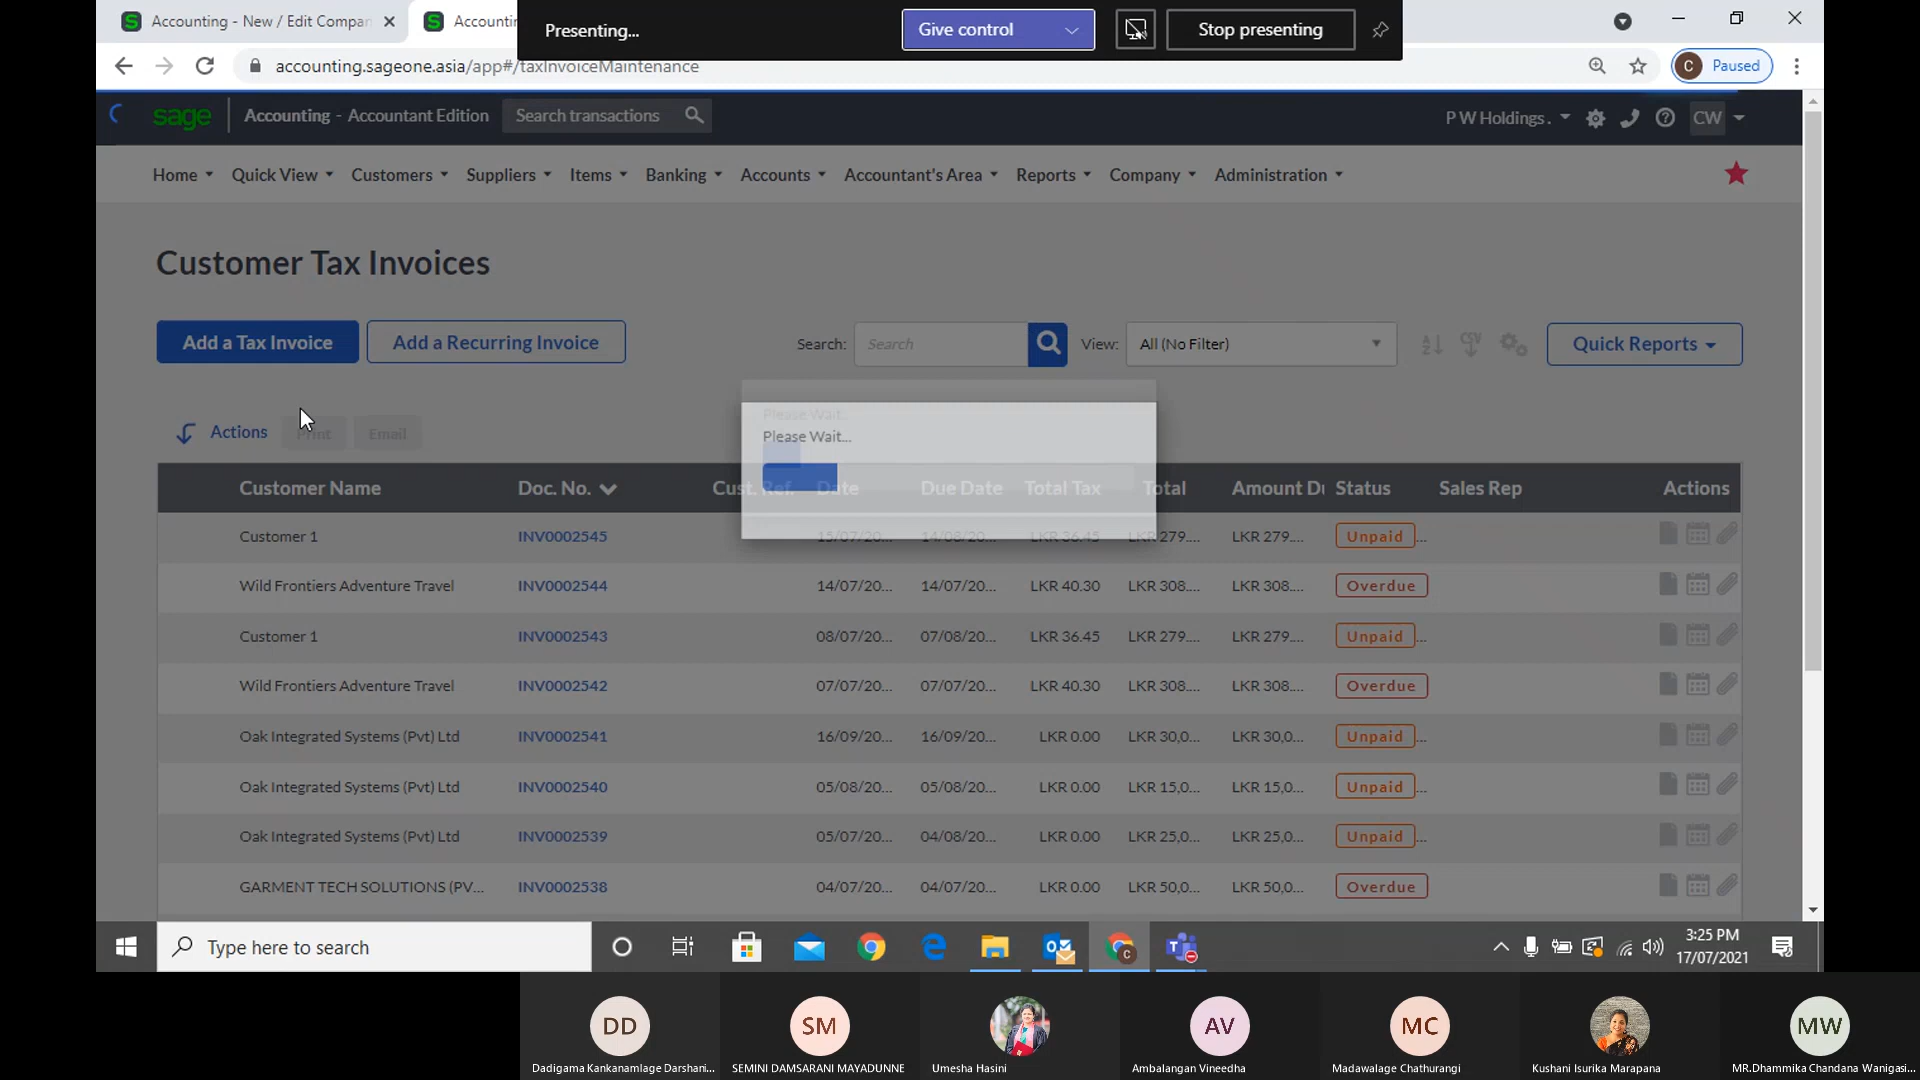 Accounting - New / Edit Compan
Accountin
Presenting...
Give control
Stop presenting
accounting.sageone.asia/app#/taxInvoiceMaintenance
C Paused
sage Accounting - Accountant Edition Search transactions
P W Holdings . CW
Home Quick View Customers Suppliers Items Banking Accounts Accountant's Area Reports Company Administration
Customer Tax Invoices
Add a Tax Invoice Add a Recurring Invoice Search: Search View: All (No Filter) CSV Quick Reports
Actions Print Email
Please Wait...
Please Wait...
Customer Name Doc. No. Cust. Ref. Date Due Date Total Tax Total Amount Du Status Sales Rep Actions
Customer 1 INV0002545 15/07/20... 14/08/20... LKR 36.45 LKR 279.... LKR 279.... Unpaid ...
Wild Frontiers Adventure Travel INV0002544 14/07/20... 14/07/20... LKR 40.30 LKR 308.... LKR 308.... Overdue
Customer 1 INV0002543 08/07/20... 07/08/20... LKR 36.45 LKR 279.... LKR 279.... Unpaid ...
Wild Frontiers Adventure Travel INV0002542 07/07/20... 07/07/20... LKR 40.30 LKR 308.... LKR 308.... Overdue
Oak Integrated Systems (Pvt) Ltd INV0002541 16/09/20... 16/09/20... LKR 0.00 LKR 30,0... LKR 30,0... Unpaid ...
Oak Integrated Systems (Pvt) Ltd INV0002540 05/08/20... 05/08/20... LKR 0.00 LKR 15,0... LKR 15,0... Unpaid ...
Oak Integrated Systems (Pvt) Ltd INV0002539 05/07/20... 04/08/20... LKR 0.00 LKR 25,0... LKR 25,0... Unpaid ...
GARMENT TECH SOLUTIONS (PV... INV0002538 04/07/20... 04/07/20... LKR 0.00 LKR 50,0... LKR 50,0... Overdue
Type here to search
3:25 PM
17/07/2021
DD SM AV MC MW
Dadigama Kankanamlage Darshani... SEMINI DAMSARANI MAYADUNNE Umesha Hasini Ambalangan Vineedha Madawalage Chathurangi Kushani Isurika Marapana MR.Dhammika Chandana Wanigasi...